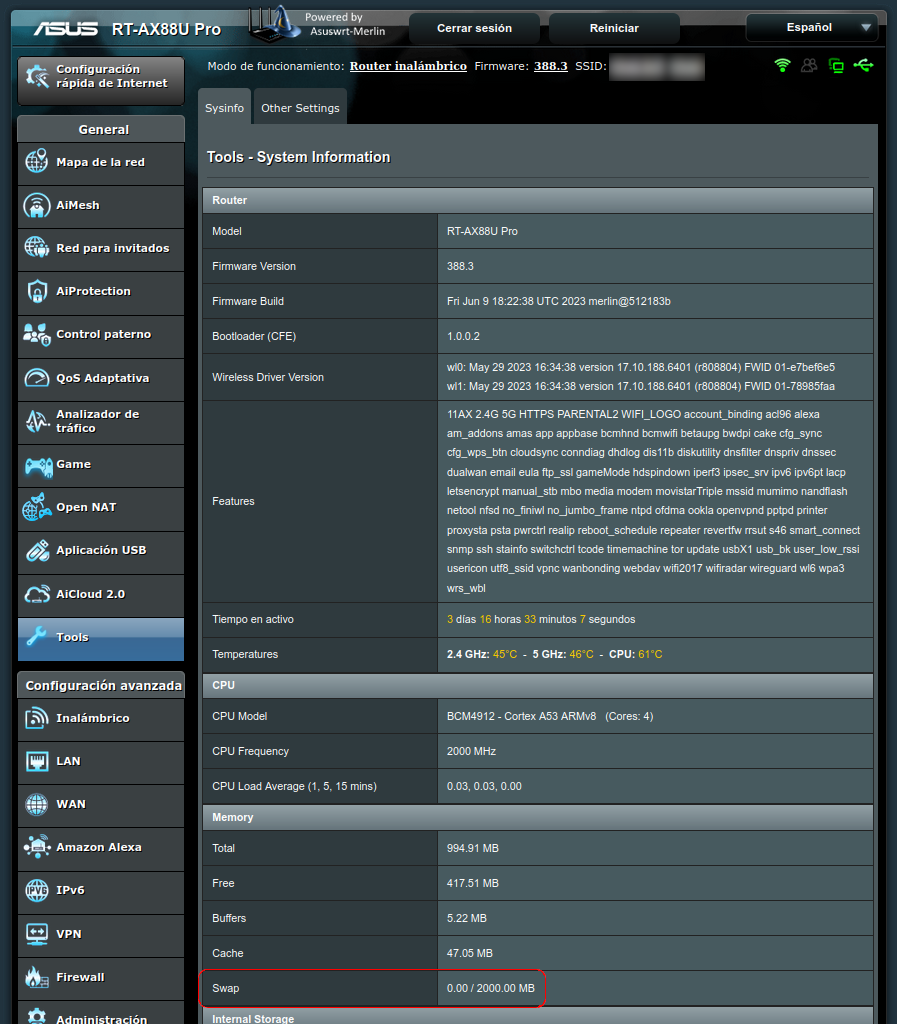 ASUS RT-AX88U Pro
Powered by
Asuswrt-Merlin
Cerrar sesión
Reiniciar
Español
Configuración
rápida de Internet
Modo de funcionamiento: Router inalámbrico Firmware: 388.3 SSID:
General
Mapa de la red
AiMesh
Red para invitados
AiProtection
Control paterno
QoS Adaptativa
Analizador de
tráfico
Game
Open NAT
Aplicación USB
AiCloud 2.0
Tools
Configuración avanzada
Inalámbrico
LAN
WAN
Amazon Alexa
IPv6
VPN
Firewall
Administración
Sysinfo
Other Settings
Tools - System Information
Router
Model RT-AX88U Pro
Firmware Version 388.3
Firmware Build Fri Jun 9 18:22:38 UTC 2023 merlin@512183b
Bootloader (CFE) 1.0.0.2
Wireless Driver Version
wl0: May 29 2023 16:34:38 version 17.10.188.6401 (r808804) FWID 01-e7bef6e5
wl1: May 29 2023 16:34:38 version 17.10.188.6401 (r808804) FWID 01-78985faa
Features
11AX 2.4G 5G HTTPS PARENTAL2 WIFI_LOGO account_binding acl96 alexa
am_addons amas app appbase bcmhnd bcmwifi betaupg bwdpi cake cfg_sync
cfg_wps_btn cloudsync conndiag dhdlog dis11b diskutility dnsfilter dnspriv dnssec
dualwan email eula ftp_ssl gameMode hdspindown iperf3 ipsec_srv ipv6 ipv6pt lacp
letsencrypt manual_stb mbo media modem movistarTriple mssid mumimo nandflash
netool nfsd no_finiwl no_jumbo_frame ntpd ofdma ookla openvpnd pptpd printer
proxysta psta pwrctrl realip reboot_schedule repeater revertfw rrsut s46 smart_connect
snmp ssh stainfo switchctrl tcode timemachine tor update usbX1 usb_bk user_low_rssi
usericon utf8_ssid vpnc wanbonding webdav wifi2017 wifiradar wireguard wl6 wpa3
wrs_wbl
Tiempo en activo 3 días 16 horas 33 minutos 7 segundos
Temperatures 2.4 GHz: 45°C - 5 GHz: 46°C - CPU: 61°C
CPU
CPU Model BCM4912 - Cortex A53 ARMv8 (Cores: 4)
CPU Frequency 2000 MHz
CPU Load Average (1, 5, 15 mins) 0.03, 0.03, 0.00
Memory
Total 994.91 MB
Free 417.51 MB
Buffers 5.22 MB
Cache 47.05 MB
Swap 0.00 / 2000.00 MB
Internal Storage